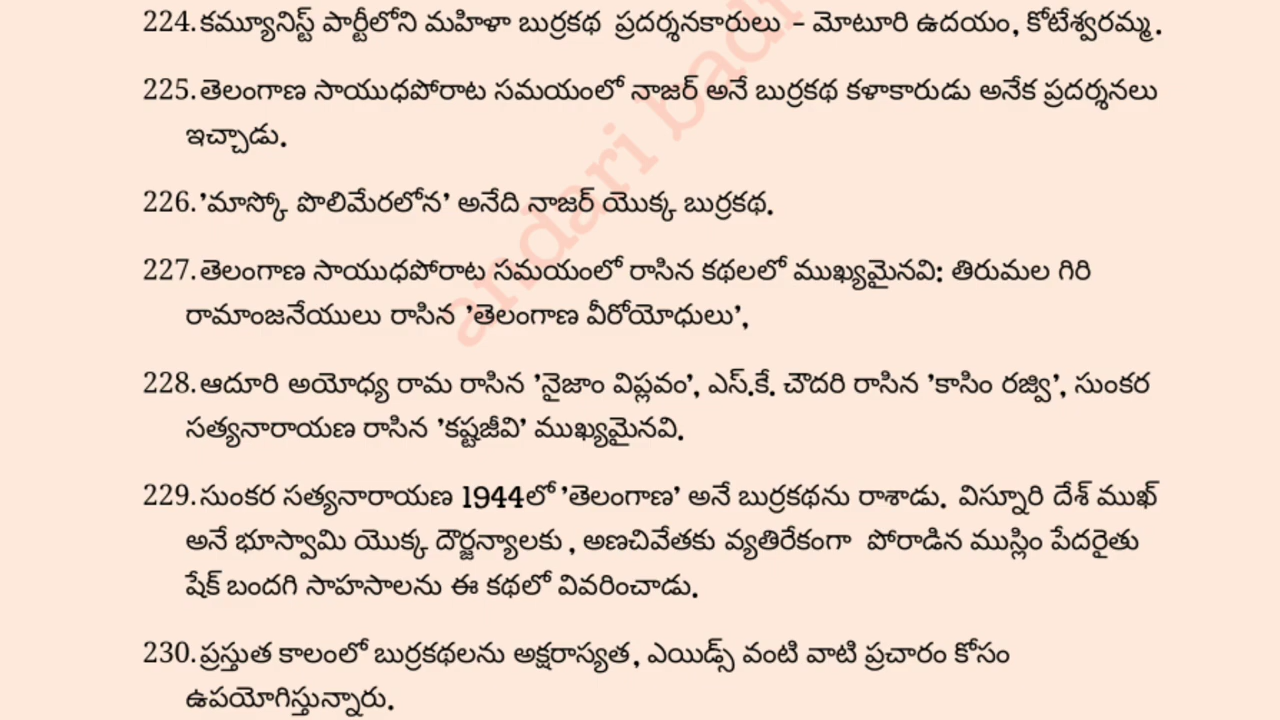 224.కమ్యూనిస్ట్ పార్టీలోని మహిళా బుర్రకథ ప్రదర్శనకారులు - మోటూరి ఉదయం, కోటేశ్వరమ్మ.
225.తెలంగాణ సాయుధపోరాట సమయంలో నాజర్ అనే బుర్రకథ కళాకారుడు అనేక ప్రదర్శనలు
ఇచ్చాడు.
226.’మాస్కో పొలిమేరలోన’ అనేది నాజర్ యొక్క బుర్రకథ.
227.తెలంగాణ సాయుధపోరాట సమయంలో రాసిన కథలలో ముఖ్యమైనవి: తిరుమల గిరి
రామాంజనేయులు రాసిన ’తెలంగాణ వీరోయోధులు’,
228.ఆదూరి అయోధ్య రామ రాసిన ’నైజాం విప్లవం’, ఎస్.కే. చౌదరి రాసిన ’కాసిం రజ్వి’, సుంకర
సత్యనారాయణ రాసిన ’కష్టజీవి’ ముఖ్యమైనవి.
229.సుంకర సత్యనారాయణ 1944లో ’తెలంగాణ’ అనే బుర్రకథను రాశాడు. విస్నూరి దేశ్ ముఖ్
అనే భూస్వామి యొక్క దౌర్జన్యాలకు , అణచివేతకు వ్యతిరేకంగా పోరాడిన ముస్లిం పేదరైతు
షేక్ బందగి సాహసాలను ఈ కథలో వివరించాడు.
230.ప్రస్తుత కాలంలో బుర్రకథలను అక్షరాస్యత, ఎయిడ్స్ వంటి వాటి ప్రచారం కోసం
ఉపయోగిస్తున్నారు.
andari badi